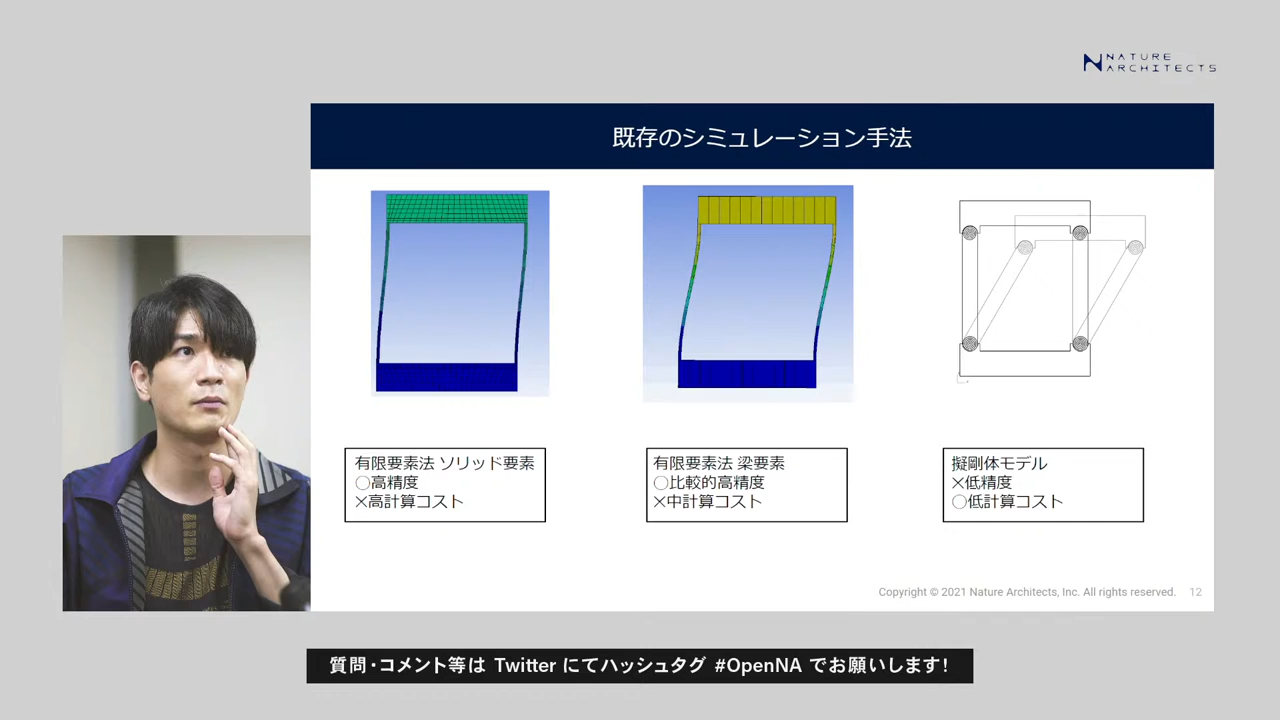 NATURE
ARCHITECTS
既存のシミュレーション手法
有限要素法 ソリッド要素
○高精度
×高計算コスト
有限要素法 梁要素
○比較的高精度
×中計算コスト
擬剛体モデル
×低精度
○低計算コスト
Copyright © 2021 Nature Architects, Inc. All rights reserved. 12
質問・コメント等は Twitter にてハッシュタグ #OpenNA でお願いします!